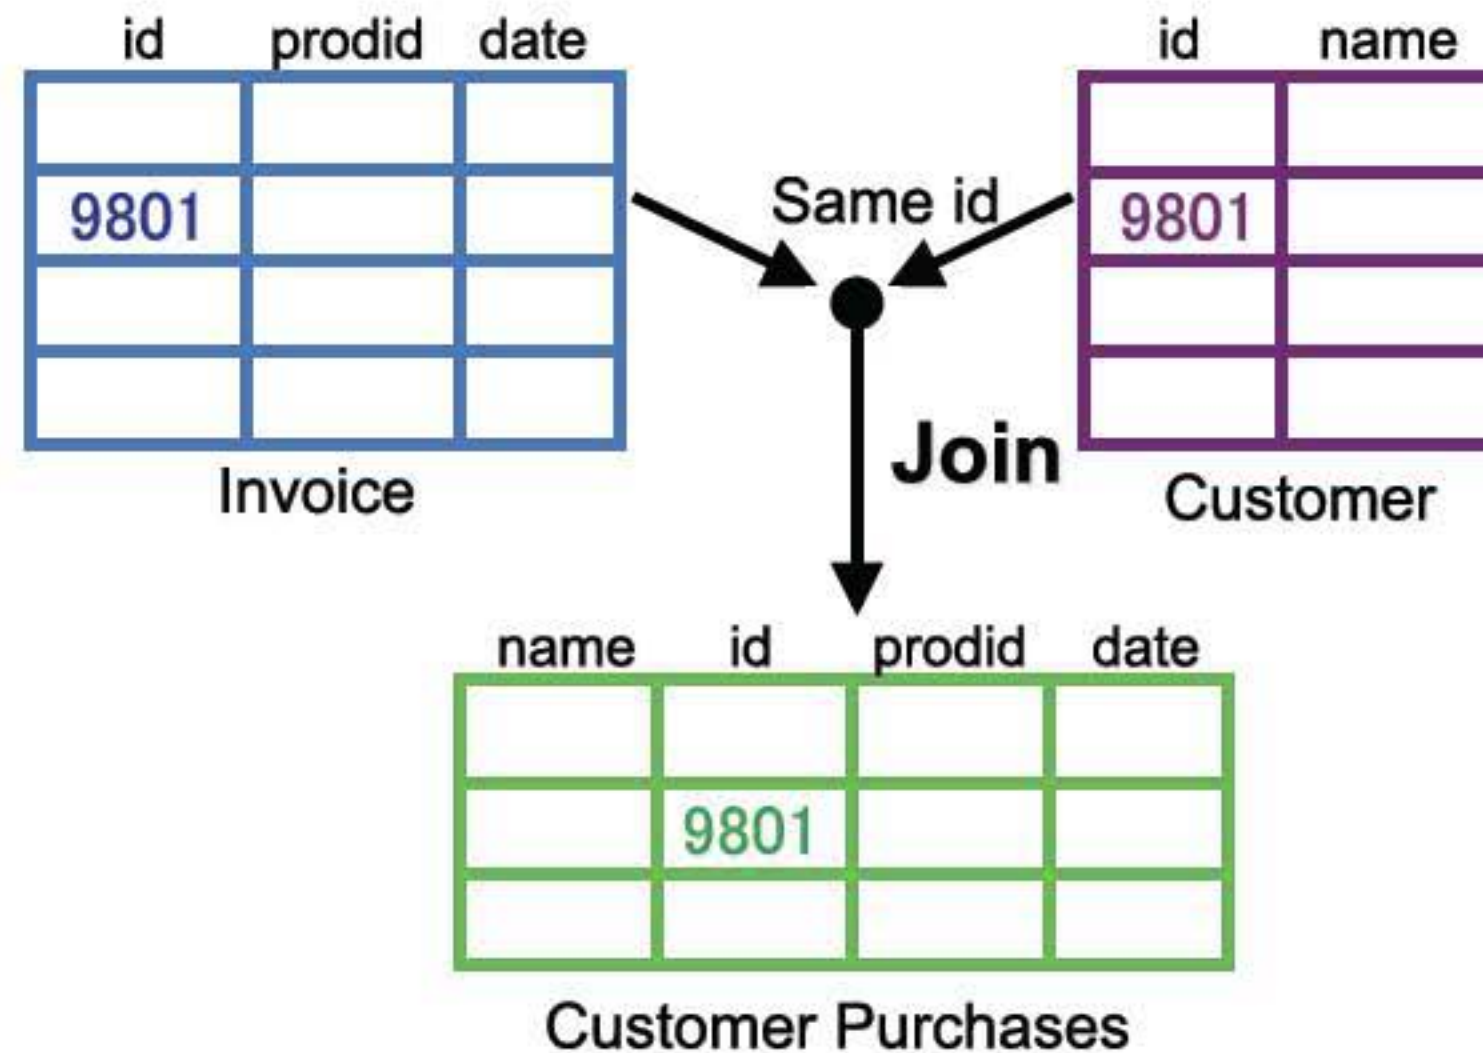 id prodid date
id name
9801
Same id
9801
Join
Invoice
Customer
name id prodid date
9801
Customer Purchases